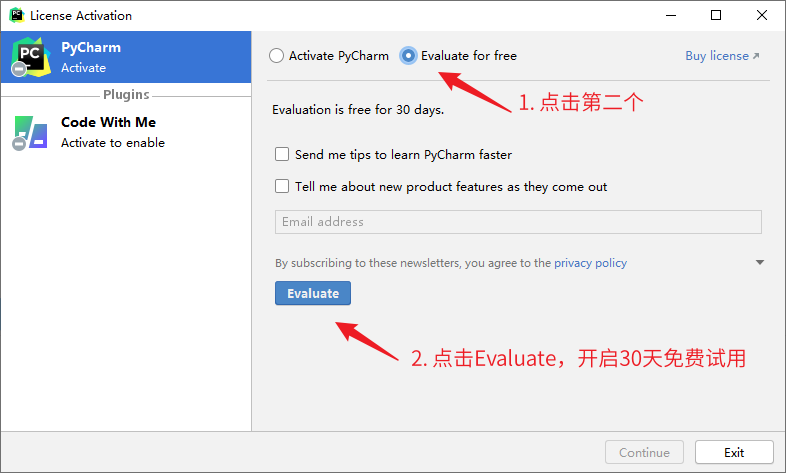 License Activation
PC
PyCharm
Activate
Plugins
Code With Me
Activate to enable
Activate PyCharm
Evaluate for free
Buy license
1. 点击第二个
Evaluation is free for 30 days.
Send me tips to learn PyCharm faster
Tell me about new product features as they come out
Email address
By subscribing to these newsletters, you agree to the privacy policy
Evaluate
2. 点击Evaluate，开启30天免费试用
Continue
Exit